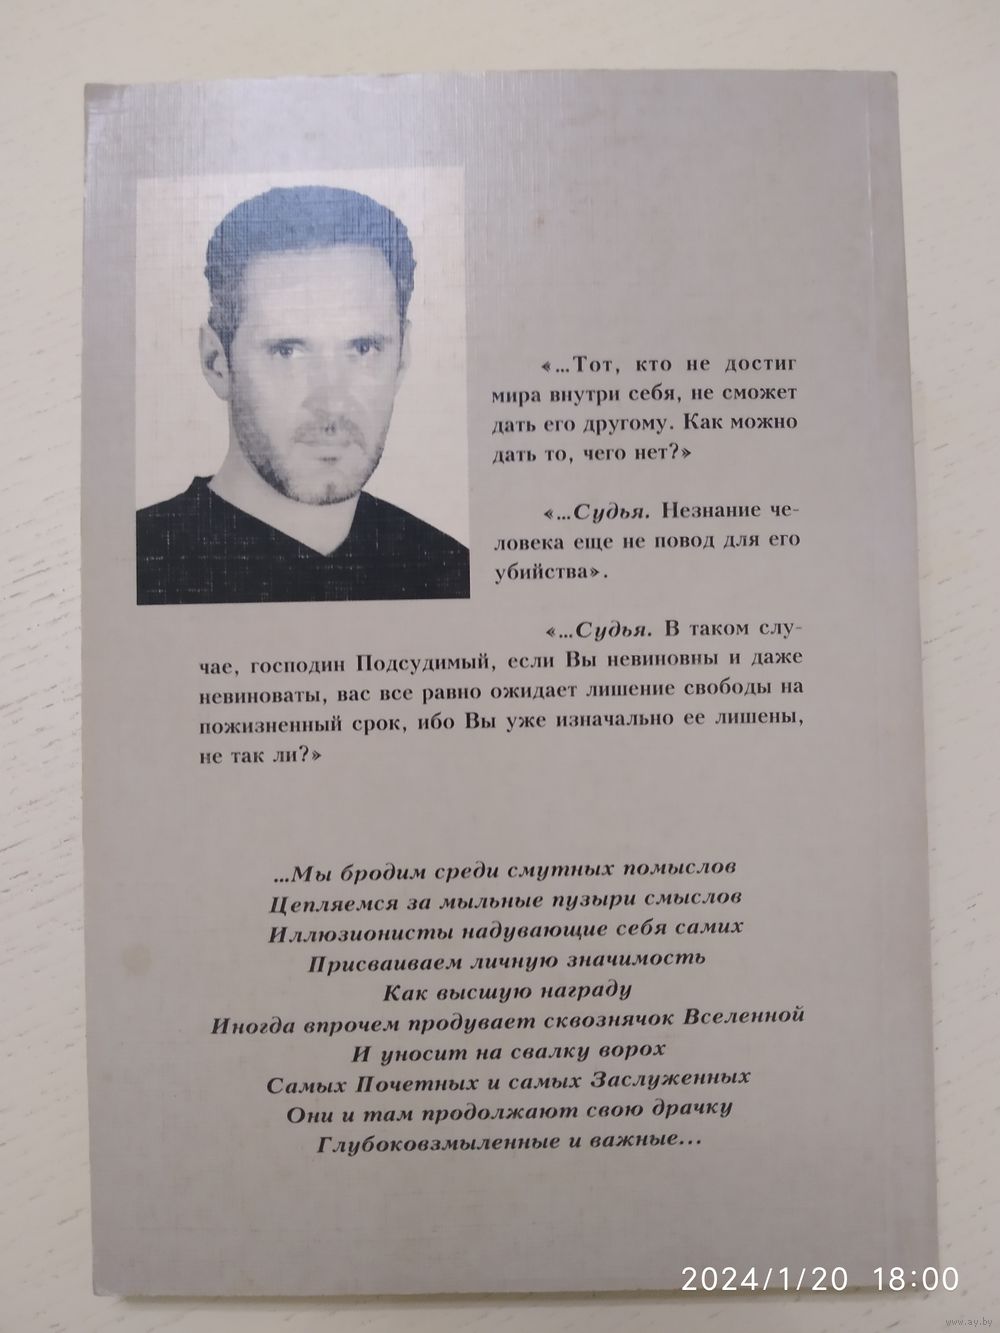 «...Тот, кто не достиг
мира внутри себя, не сможет
дать его другому. Как можно
дать то, чего нет?»
«...Судья. Незнание че-
ловека еще не повод для его
убийства».
«...Судья. В таком слу-
чае, господин Подсудимый, если Вы невиновны и даже
невиноваты, вас все равно ожидает лишение свободы на
пожизненный срок, ибо Вы уже изначально ее лишены,
не так ли?»
...Мы бродим среди смутных помыслов
Цепляемся за мыльные пузыри смыслов
Иллюзионисты надувающие себя самих
Присваиваем личную значимость
Как высшую награду
Иногда впрочем продувает сквознячок Вселенной
И уносит на свалку ворох
Самых Почетных и самых Заслуженных
Они и там продолжают свою драчку
Глубоковзмыленные и важные...
2024/1/20 18:00
www.ay.by